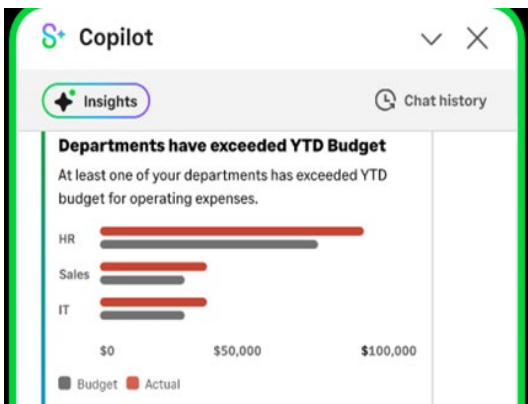 Copilot
Insights
Chat history
Departments have exceeded YTD Budget
At least one of your departments has exceeded YTD
budget for operating expenses.
HR
Sales
IT
$0 $50,000 $100,000
Budget Actual